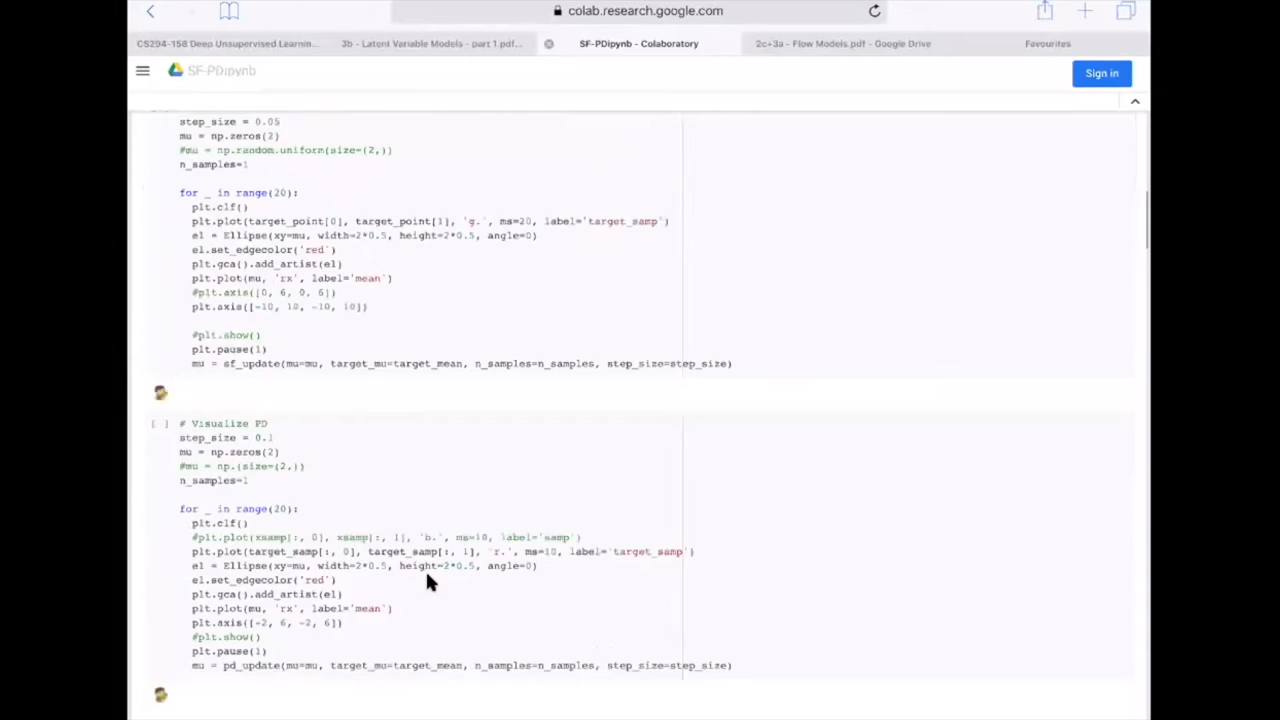 colab.research.google.com
CS294-158 Deep Unsupervised Learnin...
3b - Latent Variable Models - part 1.pdf...
SF-PDipynb - Colaboratory
2c+3a - Flow Models.pdf - Google Drive
Favourites
SF-PDipynb
Sign in
step_size = 0.05
mu = np.zeros(2)
#mu = np.random.uniform(size=(2,))
n_samples=1
for _ in range(20):
plt.clf()
plt.plot(target_point[0], target_point[1], 'g.', ms=20, label='target_samp')
el = Ellipse(xy=mu, width=2*0.5, height=2*0.5, angle=0)
el.set_edgecolor('red')
plt.gca().add_artist(el)
plt.plot(mu, 'rx', label='mean')
#plt.axis([0, 6, 0, 6])
plt.axis([-10, 10, -10, 10])
#plt.show()
plt.pause(1)
mu = sf_update(mu=mu, target_mu=target_mean, n_samples=n_samples, step_size=step_size)
[ ] # Visualize PD
step_size = 0.1
mu = np.zeros(2)
#mu = np.(size=(2,))
n_samples=1
for _ in range(20):
plt.clf()
#plt.plot(xsamp[:, 0], xsamp[:, 1], 'b.', ms=10, label='samp')
plt.plot(target_samp[:, 0], target_samp[:, 1], 'r.', ms=10, label='target_samp')
el = Ellipse(xy=mu, width=2*0.5, height=2*0.5, angle=0)
el.set_edgecolor('red')
plt.gca().add_artist(el)
plt.plot(mu, 'rx', label='mean')
plt.axis([-2, 6, -2, 6])
#plt.show()
plt.pause(1)
mu = pd_update(mu=mu, target_mu=target_mean, n_samples=n_samples, step_size=step_size)